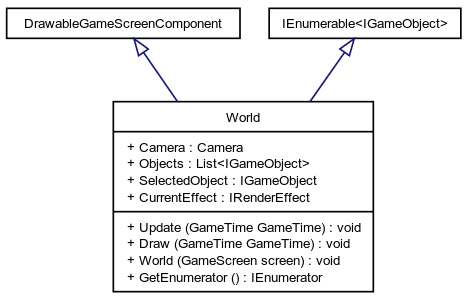 DrawableGameScreenComponent
IEnumerable<IGameObject>
World
+ Camera : Camera
+ Objects : List<IGameObject>
+ SelectedObject : IGameObject
+ CurrentEffect : IRenderEffect
+ Update (GameTime GameTime) : void
+ Draw (GameTime GameTime) : void
+ World (GameScreen screen) : void
+ GetEnumerator () : IEnumerator